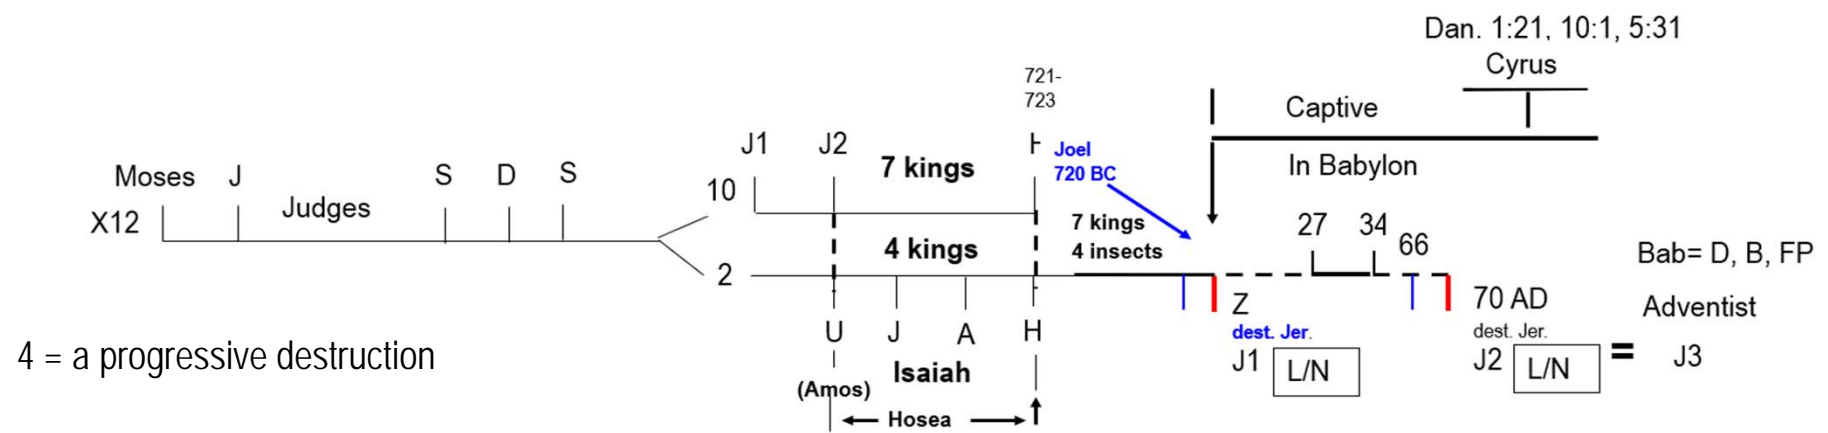 Dan. 1:21, 10:1, 5:31
Cyrus
721-
723
Captive
In Babylon
J1
J2
7 kings
Joel
720 BC
Moses
J
Judges
S
D
S
X12
10
7 kings
4 insects
27
34
66
4 kings
2
Bab= D, B, FP
Adventist
Z
dest. Jer.
J1
L/N
70 AD
dest. Jer.
J2
L/N
=
J3
U
J
A
H
Isaiah
(Amos)
Hosea
4 = a progressive destruction